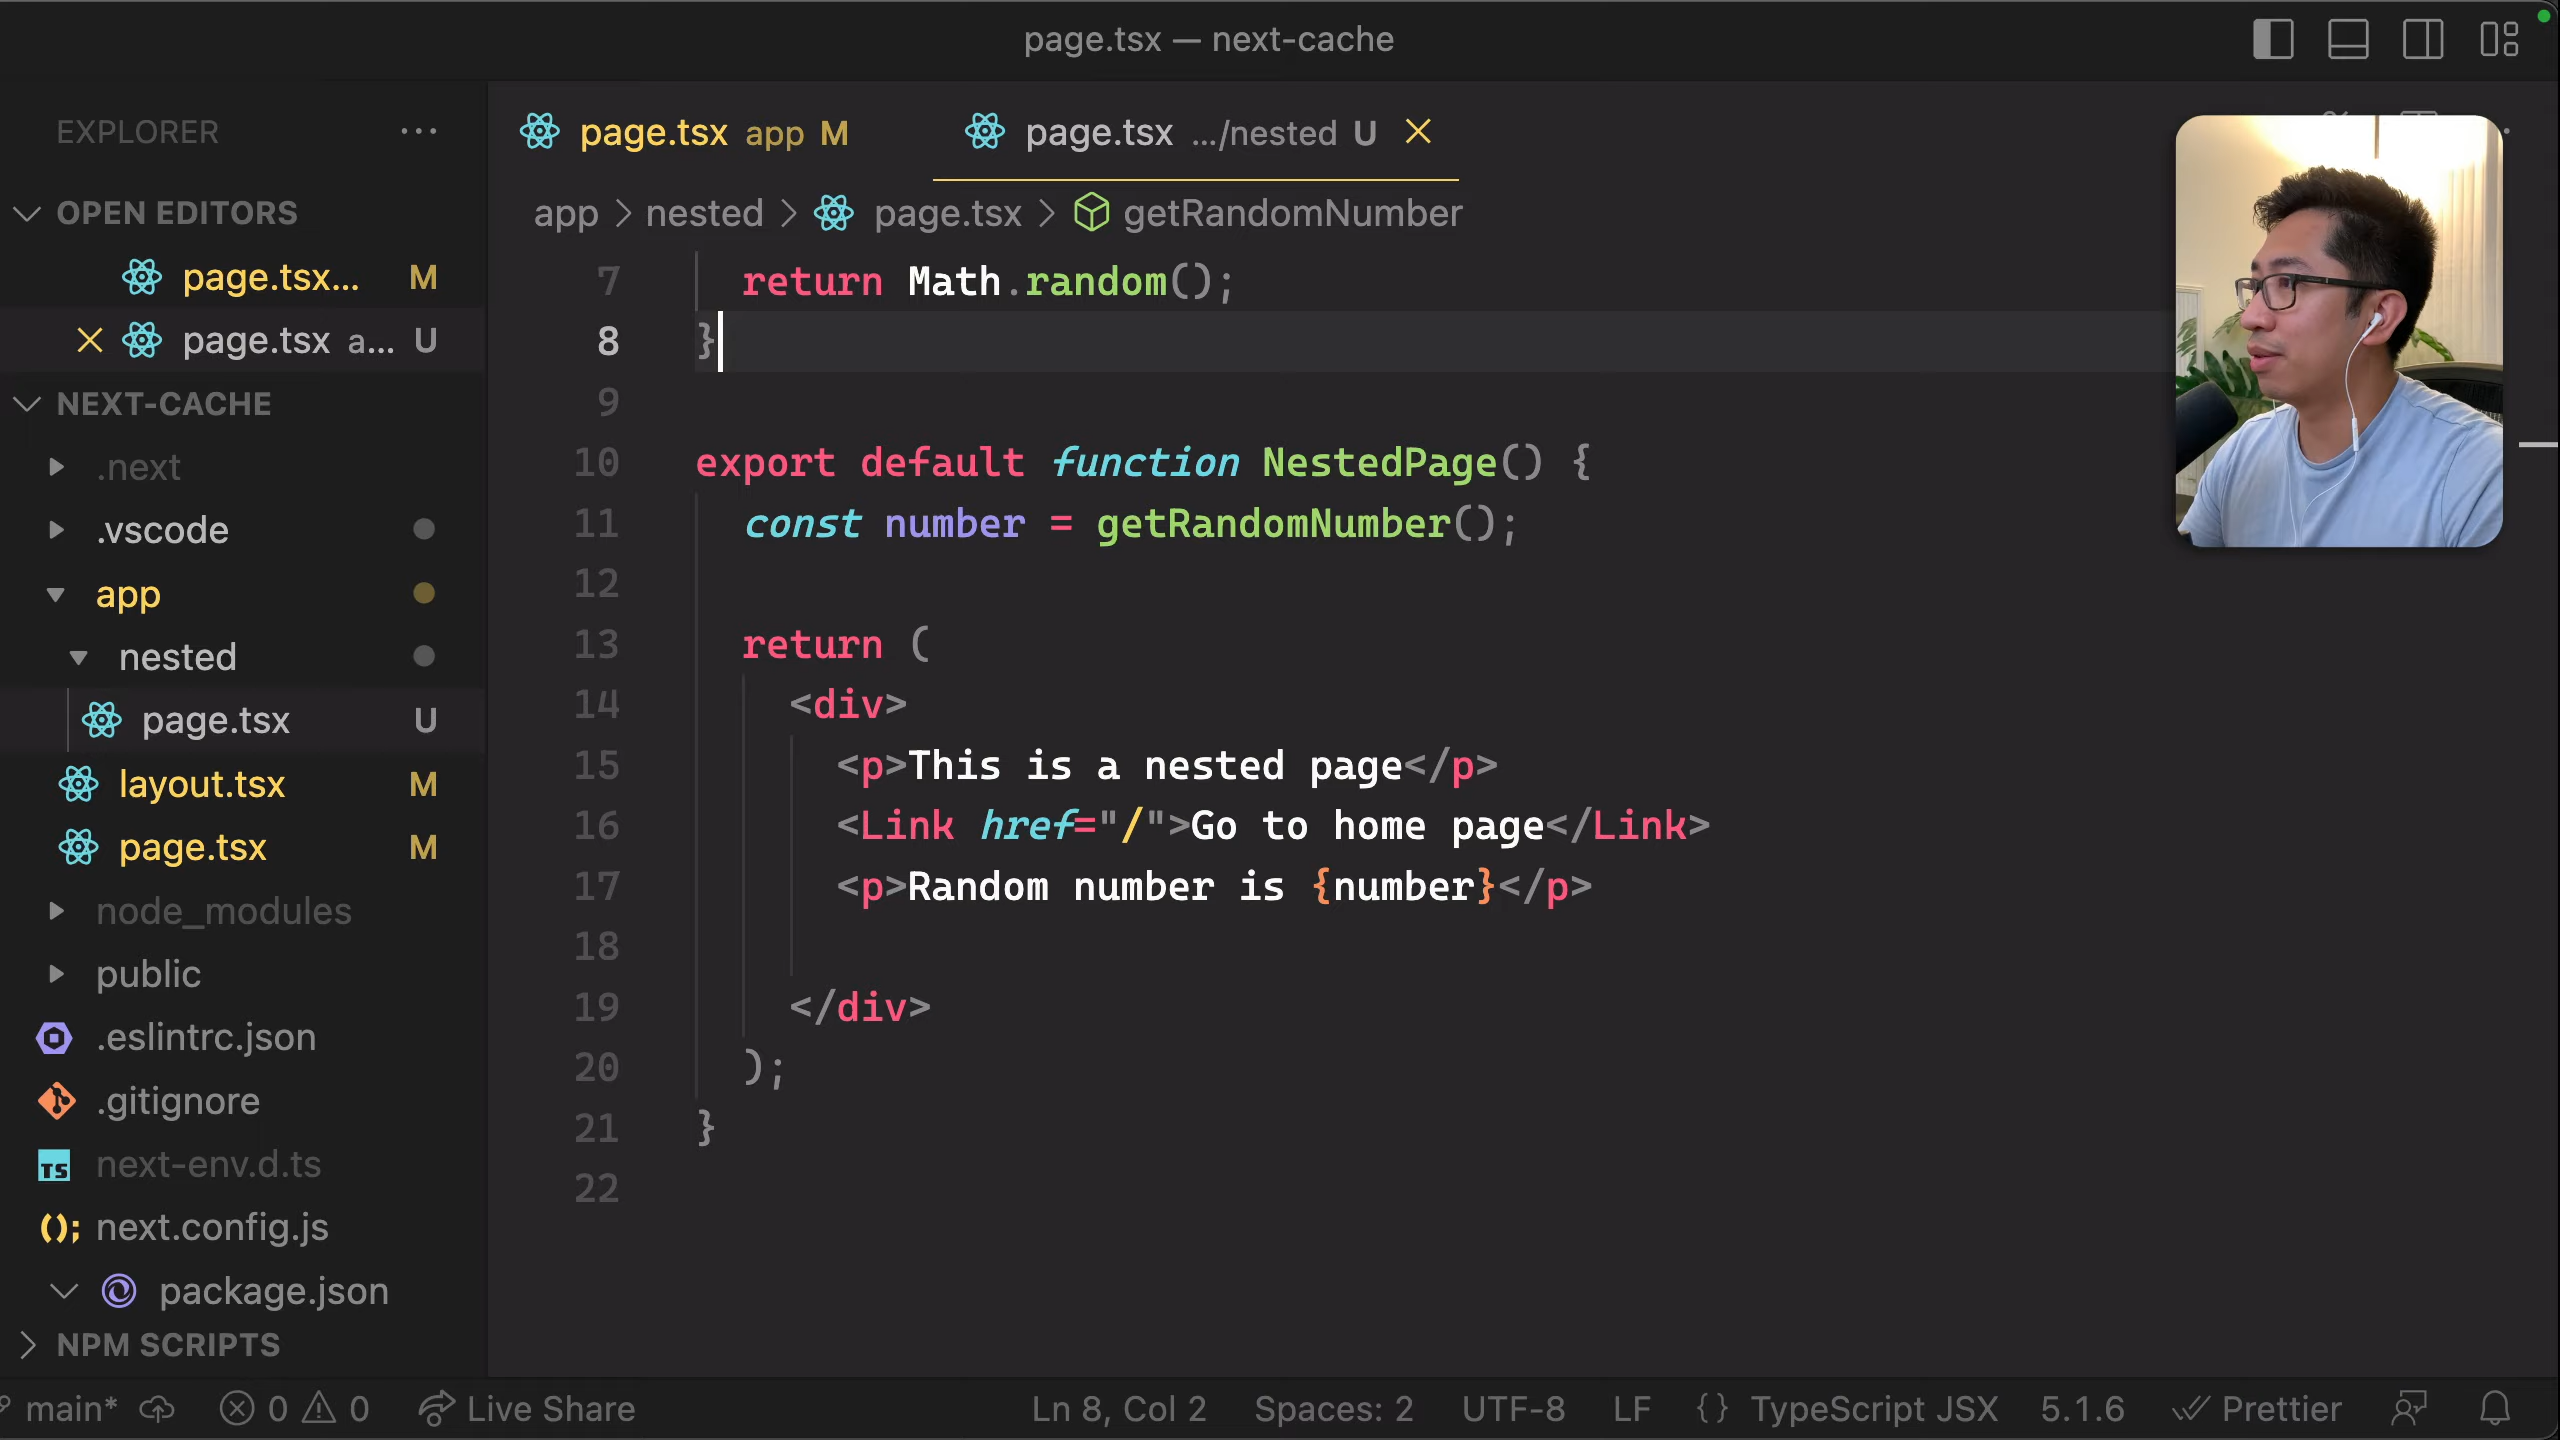 page.tsx — next-cache
EXPLORER
OPEN EDITORS
page.tsx... M
page.tsx a... U
NEXT-CACHE
.next
.vscode
app
nested
page.tsx U
layout.tsx M
page.tsx M
node_modules
public
.eslintrc.json
.gitignore
TS next-env.d.ts
next.config.js
package.json
NPM SCRIPTS
page.tsx app M
page.tsx .../nested U
app > nested > page.tsx > getRandomNumber
7 return Math.random();
8 }
9
10 export default function NestedPage() {
11 const number = getRandomNumber();
12
13 return (
14 <div>
15 <p>This is a nested page</p>
16 <Link href="/">Go to home page</Link>
17 <p>Random number is {number}</p>
18
19 </div>
20 );
21 }
22
main* 0 0 Live Share Ln 8, Col 2 Spaces: 2 UTF-8 LF {} TypeScript JSX 5.1.6 Prettier